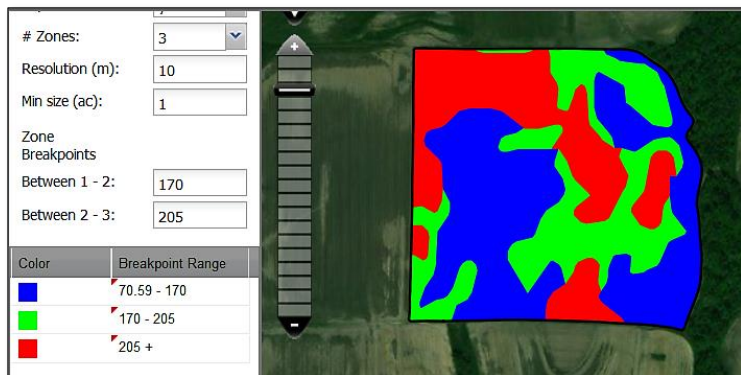 # Zones:
3
Resolution (m):
10
Min size (ac):
1
Zone
Breakpoints
Between 1 - 2:
170
Between 2 - 3:
205
Color Breakpoint Range
70.59 - 170
170 - 205
205 +